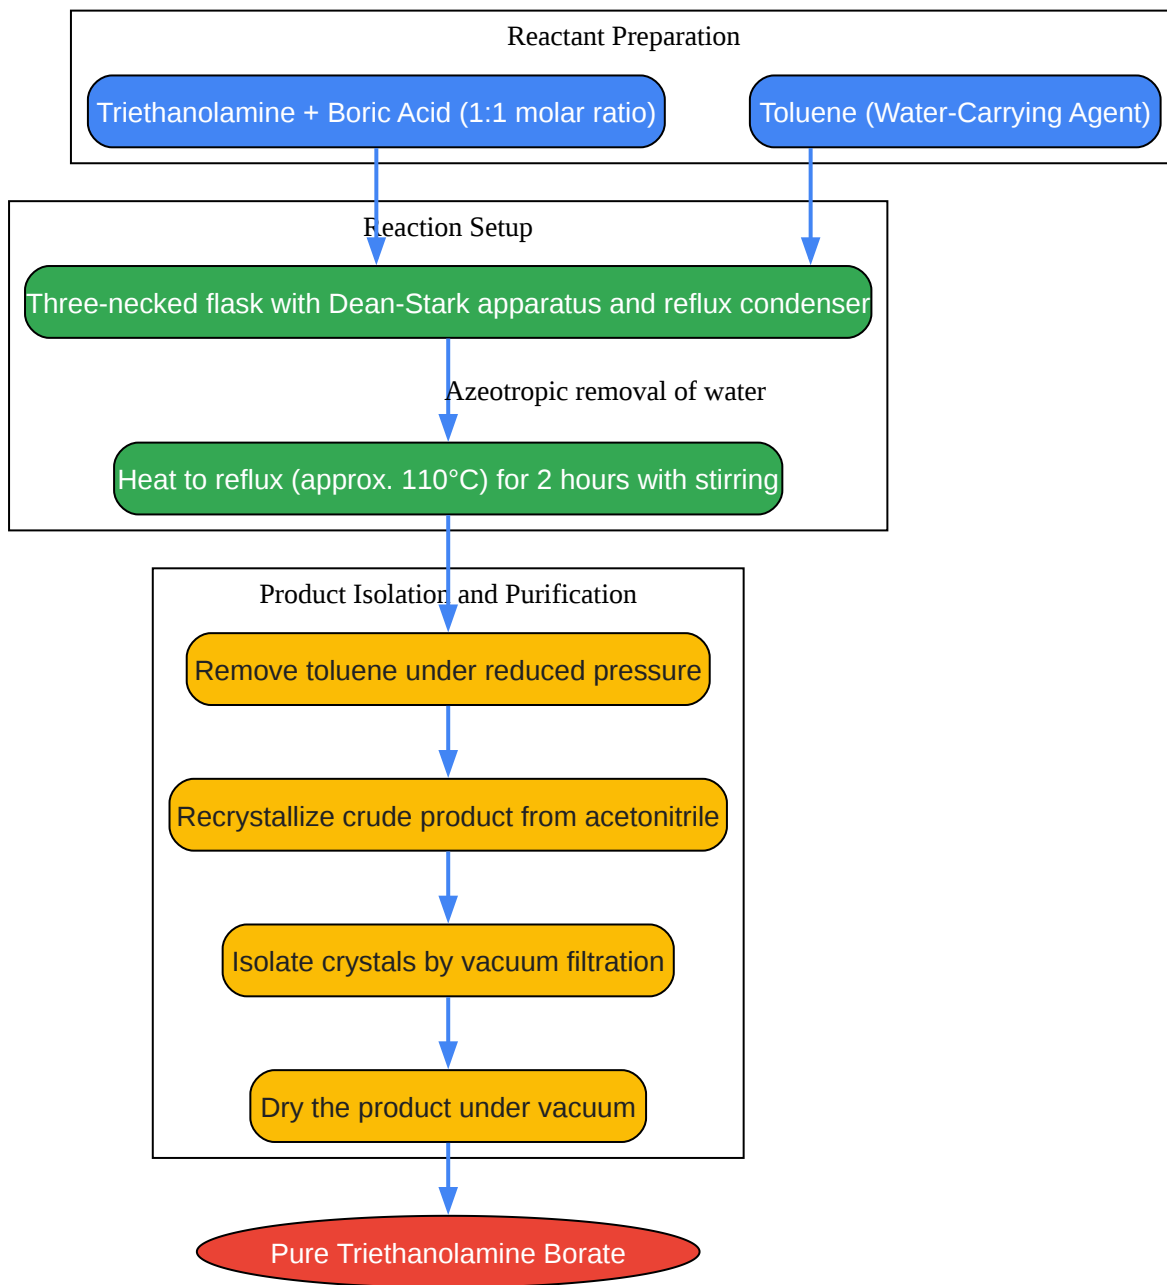 Reactant Preparation
Triethanolamine + Boric Acid (1:1 molar ratio)
Toluene (Water-Carrying Agent)
Reaction Setup
Three-necked flask with Dean-Stark apparatus and reflux condenser
Azeotropic removal of water
Heat to reflux (approx. 110°C) for 2 hours with stirring
Product Isolation and Purification
Remove toluene under reduced pressure
Recrystallize crude product from acetonitrile
Isolate crystals by vacuum filtration
Dry the product under vacuum
Pure Triethanolamine Borate